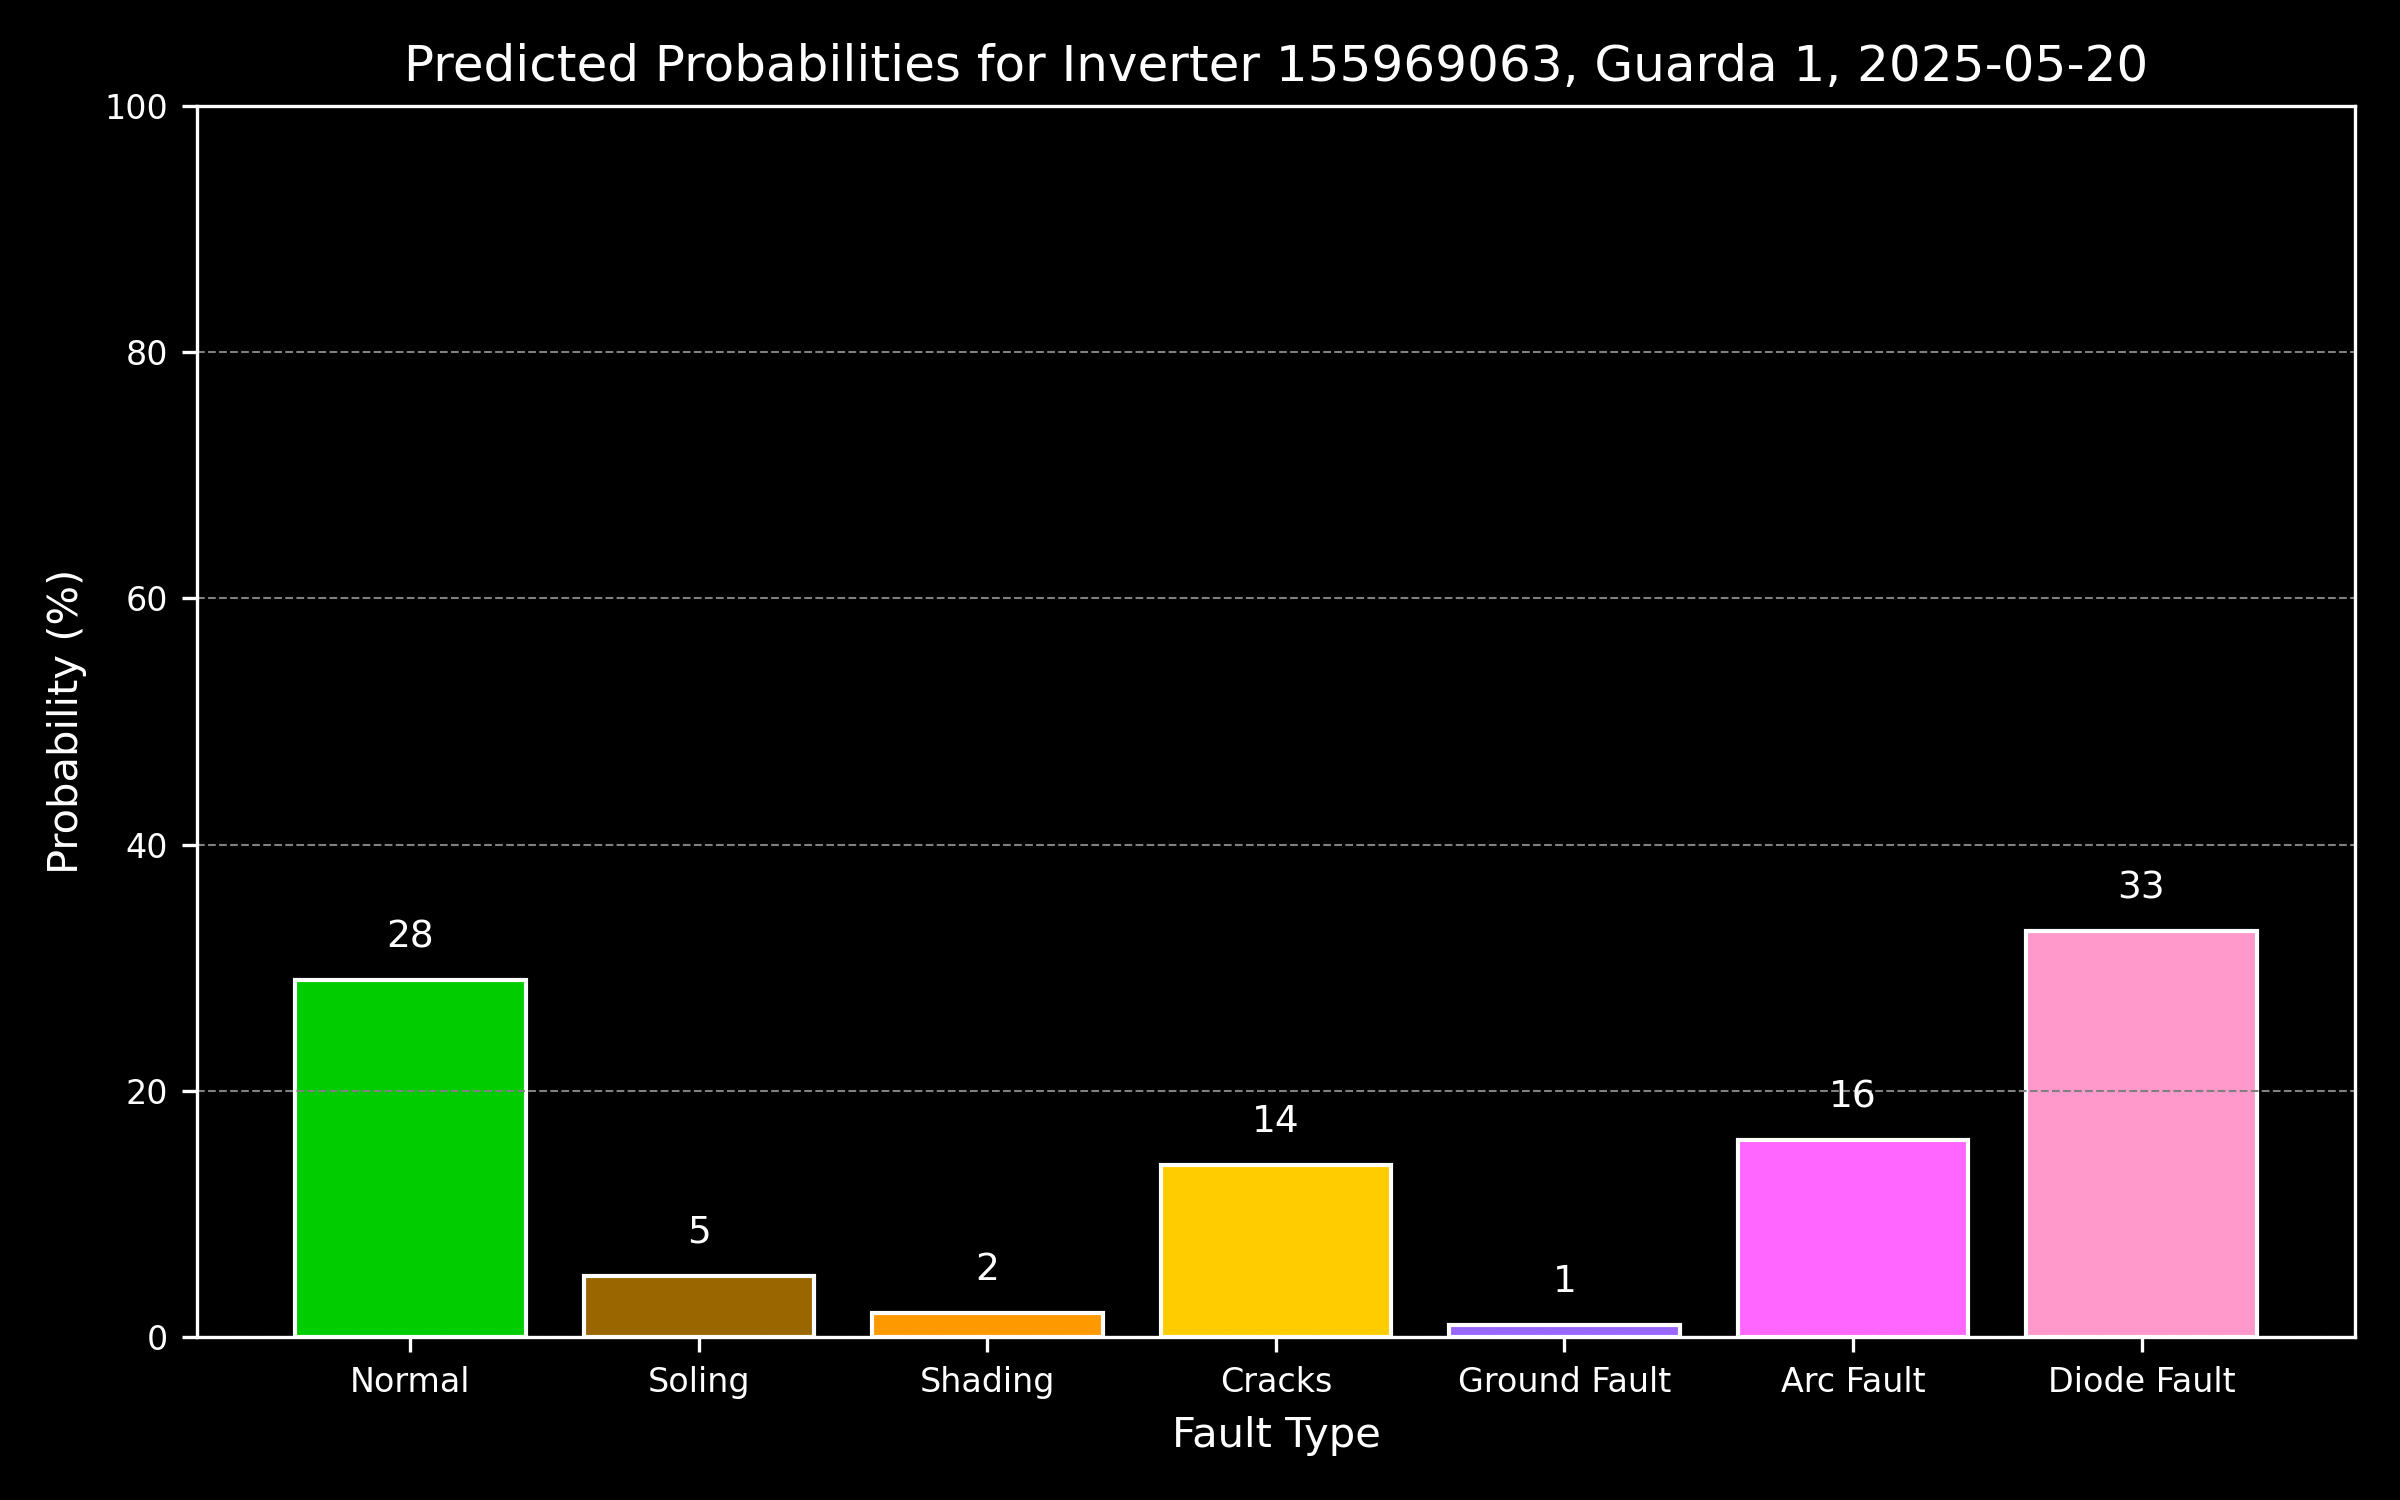 Predicted Probabilities for Inverter 155969063, Guarda 1, 2025-05-20
100
80
60
40
20
0
Probability (%)
28
5
2
14
1
16
33
Normal
Soling
Shading
Cracks
Ground Fault
Arc Fault
Diode Fault
Fault Type